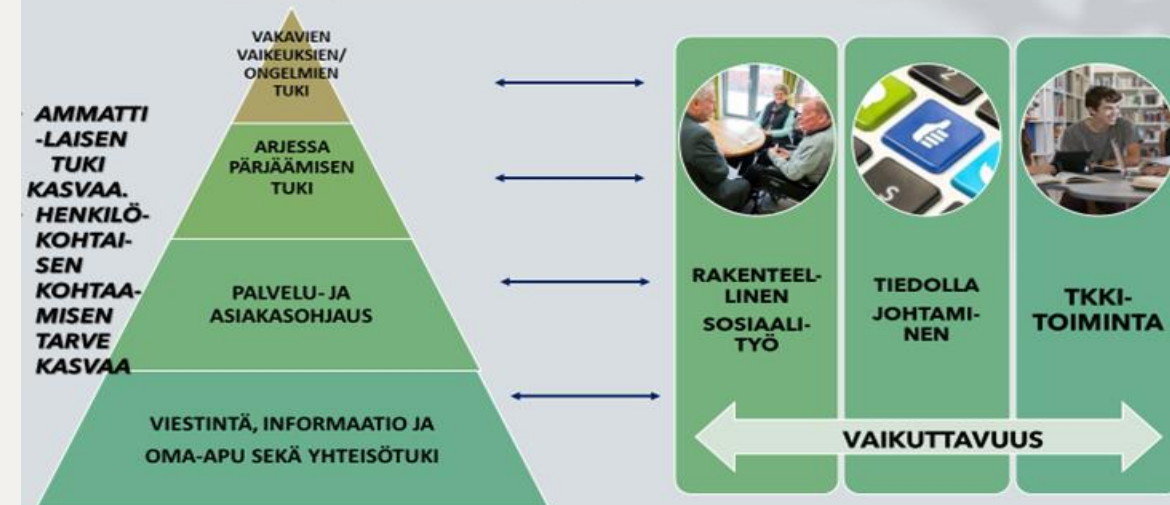 VAKAVIEN
VAIKEUKSIEN/
ONGELMIEN
TUKI
AMMATTI
-LAISEN
TUKI
KASVAA.
HENKILÖ-
KOHTAI-
SEN
KOHTAA-
MISEN
TARVE
KASVAA
ARJESSA
PÄRJÄÄMISEN
TUKI
PALVELU- JA
ASIAKASOHJAUS
VIESTINTÄ, INFORMAATIO JA
OMA-APU SEKÄ YHTEISÖTUKI
RAKENTEEL-
LINEN
SOSIAALI-
TYÖ
TIEDOLLA
JOHTAMI-
NEN
TKKI-
TOIMINTA
VAIKUTTAVUUS